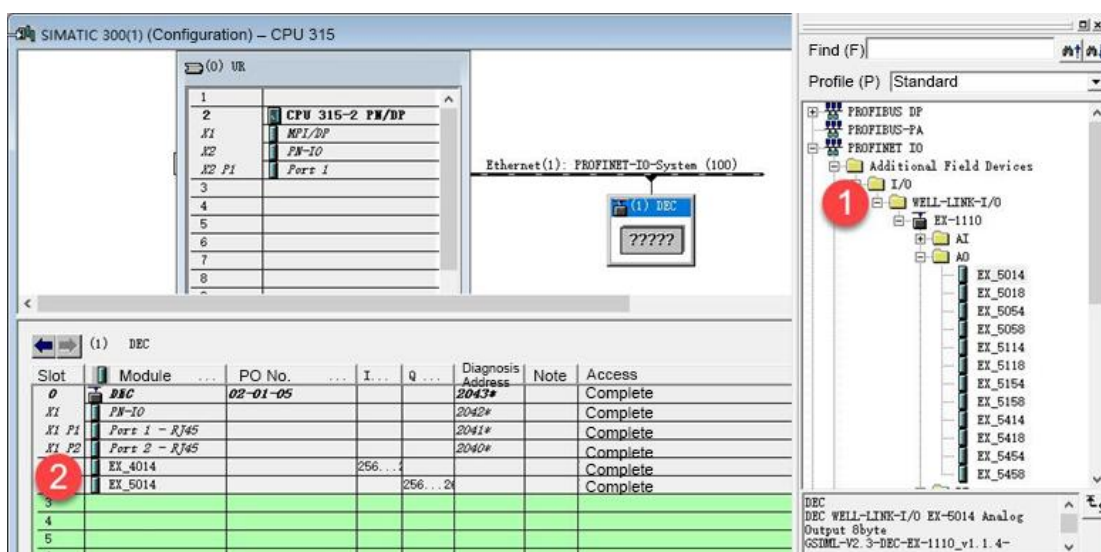 SIMATIC 300(1) (Configuration) – CPU 315
(0) UR
1
2 CPU 315-2 PN/DP
X1 MPI/DP
X2 PN-IO
X2 P1 Port 1
3
4
5
6
7
8
Ethernet(1): PROFINET-IO-System (100)
(1) DEC
?????
(1) DEC
Slot Module ... PO No. ... I... Q ... Diagnosis Address Note Access
0 DEC 02-01-05 2043* Complete
X1 PN-IO 2042* Complete
X1 P1 Port 1 - RJ45 2041* Complete
X1 P2 Port 2 - RJ45 2040* Complete
EX_4014 256... Complete
EX_5014 256...26 Complete
2
3
4
5
Find (F)
Profile (P) Standard
PROFIBUS DP
PROFIBUS-PA
PROFINET IO
Additional Field Devices
I/O
1
WELL-LINK-I/O
EX-1110
AI
AO
EX_5014
EX_5018
EX_5054
EX_5058
EX_5114
EX_5118
EX_5154
EX_5158
EX_5414
EX_5418
EX_5454
EX_5458
DEC
DEC WELL-LINK-I/O EX-5014 Analog
Output 8byte
GSDML-V2.3-DEC-EX-1110_v1.1.4-